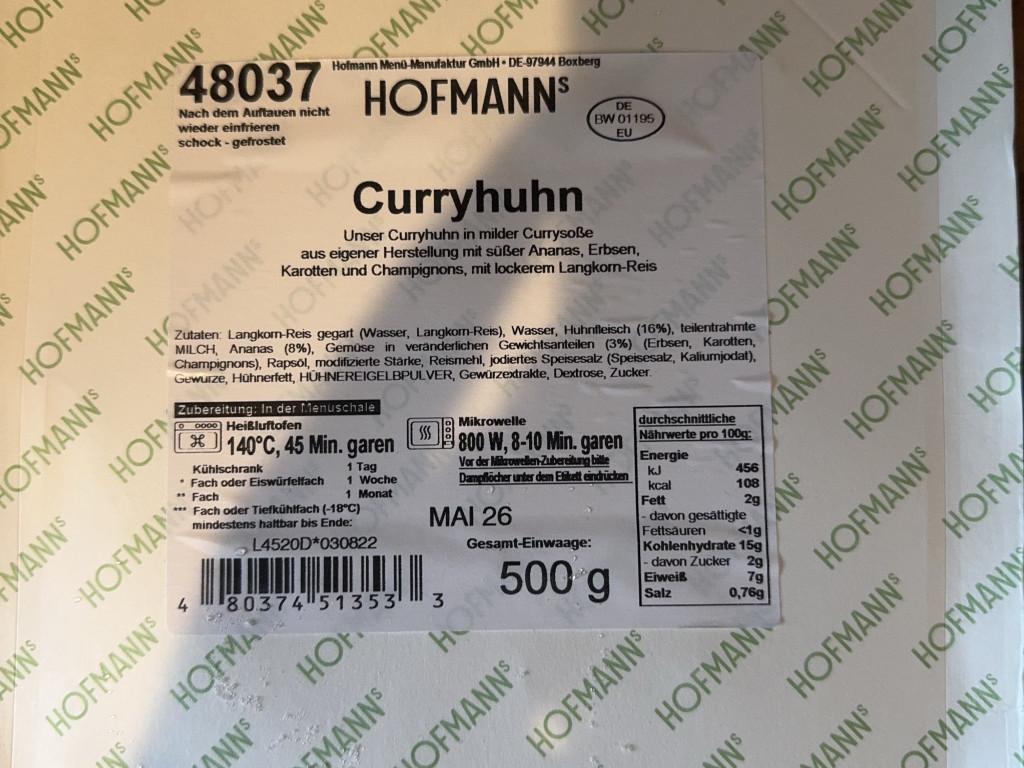 48037
Hofmann Menü-Manufaktur GmbH • DE-97944 Boxberg
HOFMANNS
Nach dem Auftauen nicht
wieder einfrieren
schock - gefrostet
DE
BW 01195
EU
Curryhuhn
Unser Curryhuhn in milder Currysoße
aus eigener Herstellung mit süßer Ananas, Erbsen,
Karotten und Champignons, mit lockerem Langkorn-Reis
Zutaten: Langkorn-Reis gegart (Wasser, Langkorn-Reis), Wasser, Huhnfleisch (16%), teilentrahmte
MILCH, Ananas (8%), Gemüse in veränderlichen Gewichtsanteilen (3%) (Erbsen, Karotten,
Champignons), Rapsöl, modifizierte Stärke, Reismehl, jodiertes Speisesalz (Speisesalz, Kaliumjodat),
Gewürze, Hühnerfett, HÜHNEREIGELBPULVER, Gewürzextrakte, Dextrose, Zucker.
Zubereitung: In der Menuschale
Heißluftofen
140°C, 45 Min. garen
Mikrowelle
800 W, 8-10 Min. garen
Vor der Mikrowellen-Zubereitung bitte
Dampflöcher unter dem Etikett eindrücken
Kühlschrank 1 Tag
* Fach oder Eiswürfelfach 1 Woche
** Fach 1 Monat
*** Fach oder Tiefkühlfach (-18°C)
mindestens haltbar bis Ende:
MAI 26
L4520D*030822
Gesamt-Einwaage:
500 g
4 80374 51353 3
durchschnittliche
Nährwerte pro 100g:
Energie
kJ 456
kcal 108
Fett 2g
- davon gesättigte
Fettsäuren <1g
Kohlenhydrate 15g
- davon Zucker 2g
Eiweiß 7g
Salz 0,76g